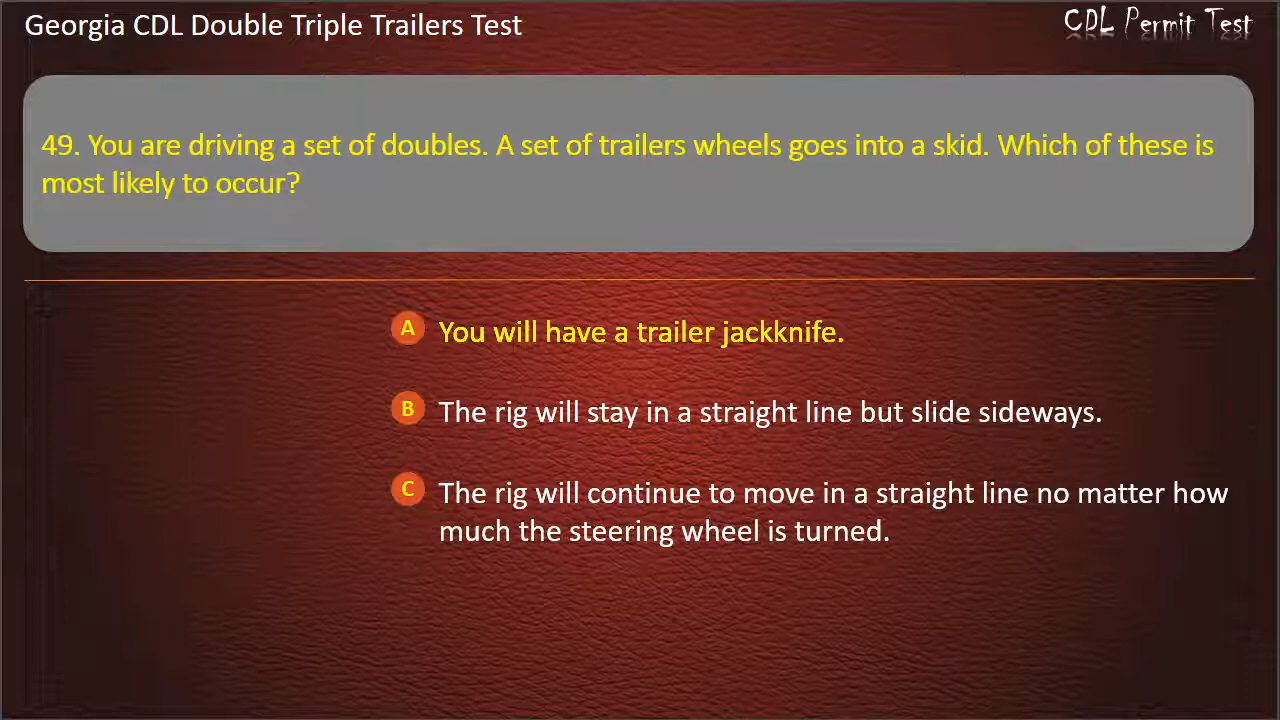 Georgia CDL Double Triple Trailers Test
CDL Permit Test
49. You are driving a set of doubles. A set of trailers wheels goes into a skid. Which of these is
most likely to occur?
A You will have a trailer jackknife.
B The rig will stay in a straight line but slide sideways.
C The rig will continue to move in a straight line no matter how
much the steering wheel is turned.